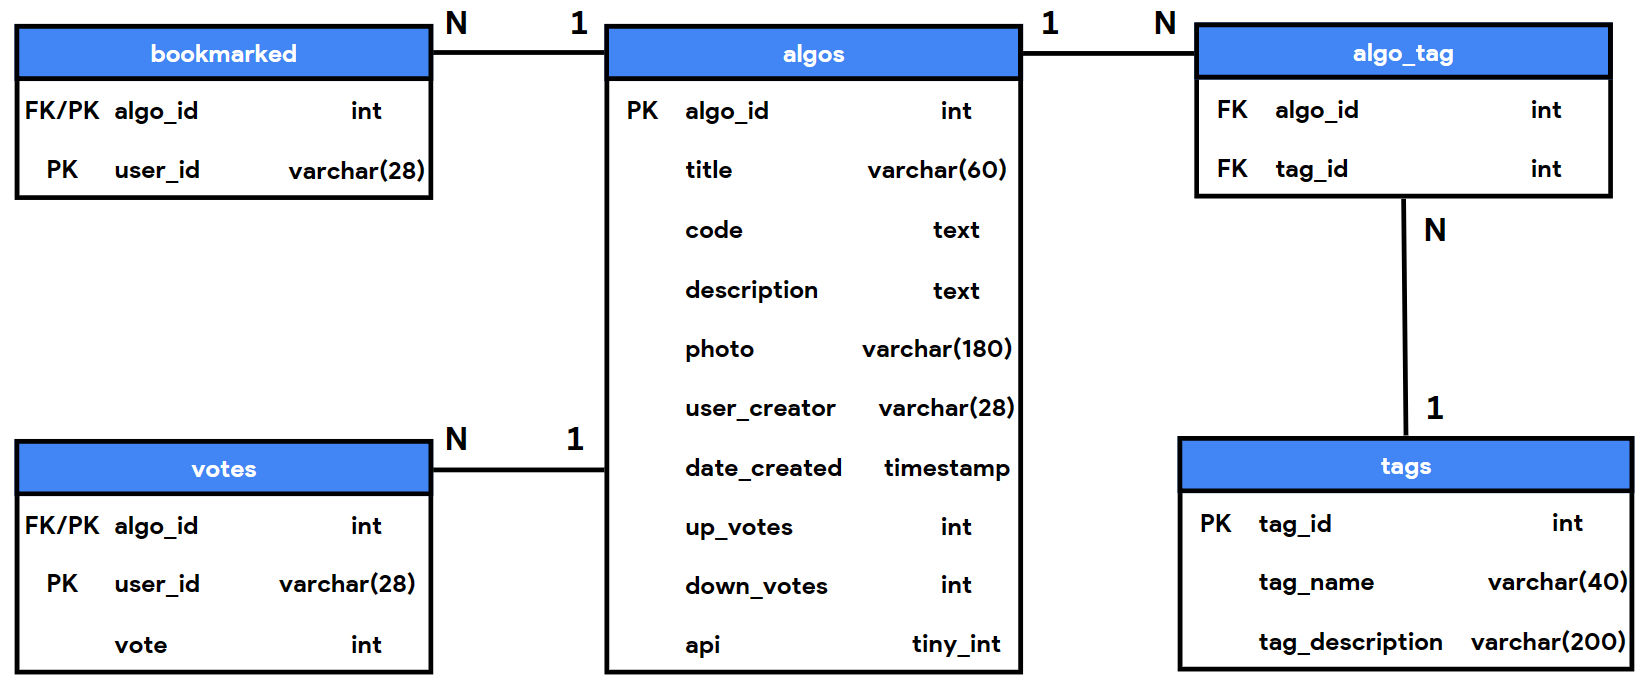 N 1
bookmarked
FK/PK algo_id int
PK user_id varchar(28)
N 1
votes
FK/PK algo_id int
PK user_id varchar(28)
vote int
algos
PK algo_id int
title varchar(60)
code text
description text
photo varchar(180)
user_creator varchar(28)
date_created timestamp
up_votes int
down_votes int
api tiny_int
1 N
algo_tag
FK algo_id int
FK tag_id int
N
1
tags
PK tag_id int
tag_name varchar(40)
tag_description varchar(200)